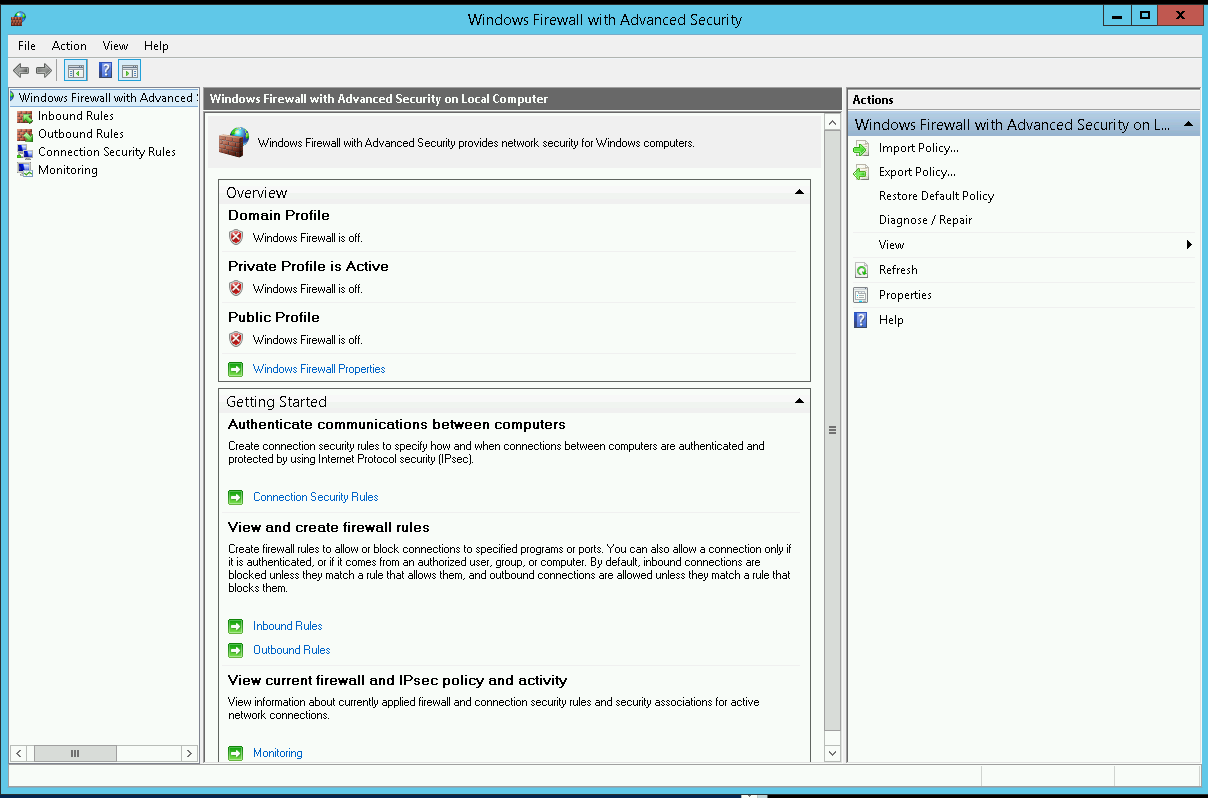 Windows Firewall with Advanced Security
File Action View Help
Windows Firewall with Advanced
Inbound Rules
Outbound Rules
Connection Security Rules
Monitoring
Windows Firewall with Advanced Security on Local Computer
Windows Firewall with Advanced Security provides network security for Windows computers.
Overview
Domain Profile
Windows Firewall is off.
Private Profile is Active
Windows Firewall is off.
Public Profile
Windows Firewall is off.
Windows Firewall Properties
Getting Started
Authenticate communications between computers
Create connection security rules to specify how and when connections between computers are authenticated and
protected by using Internet Protocol security (IPsec).
Connection Security Rules
View and create firewall rules
Create firewall rules to allow or block connections to specified programs or ports. You can also allow a connection only if
it is authenticated, or if it comes from an authorized user, group, or computer. By default, inbound connections are
blocked unless they match a rule that allows them, and outbound connections are allowed unless they match a rule that
blocks them.
Inbound Rules
Outbound Rules
View current firewall and IPsec policy and activity
View information about currently applied firewall and connection security rules and security associations for active
network connections.
Monitoring
Actions
Windows Firewall with Advanced Security on L...
Import Policy...
Export Policy...
Restore Default Policy
Diagnose / Repair
View
Refresh
Properties
Help